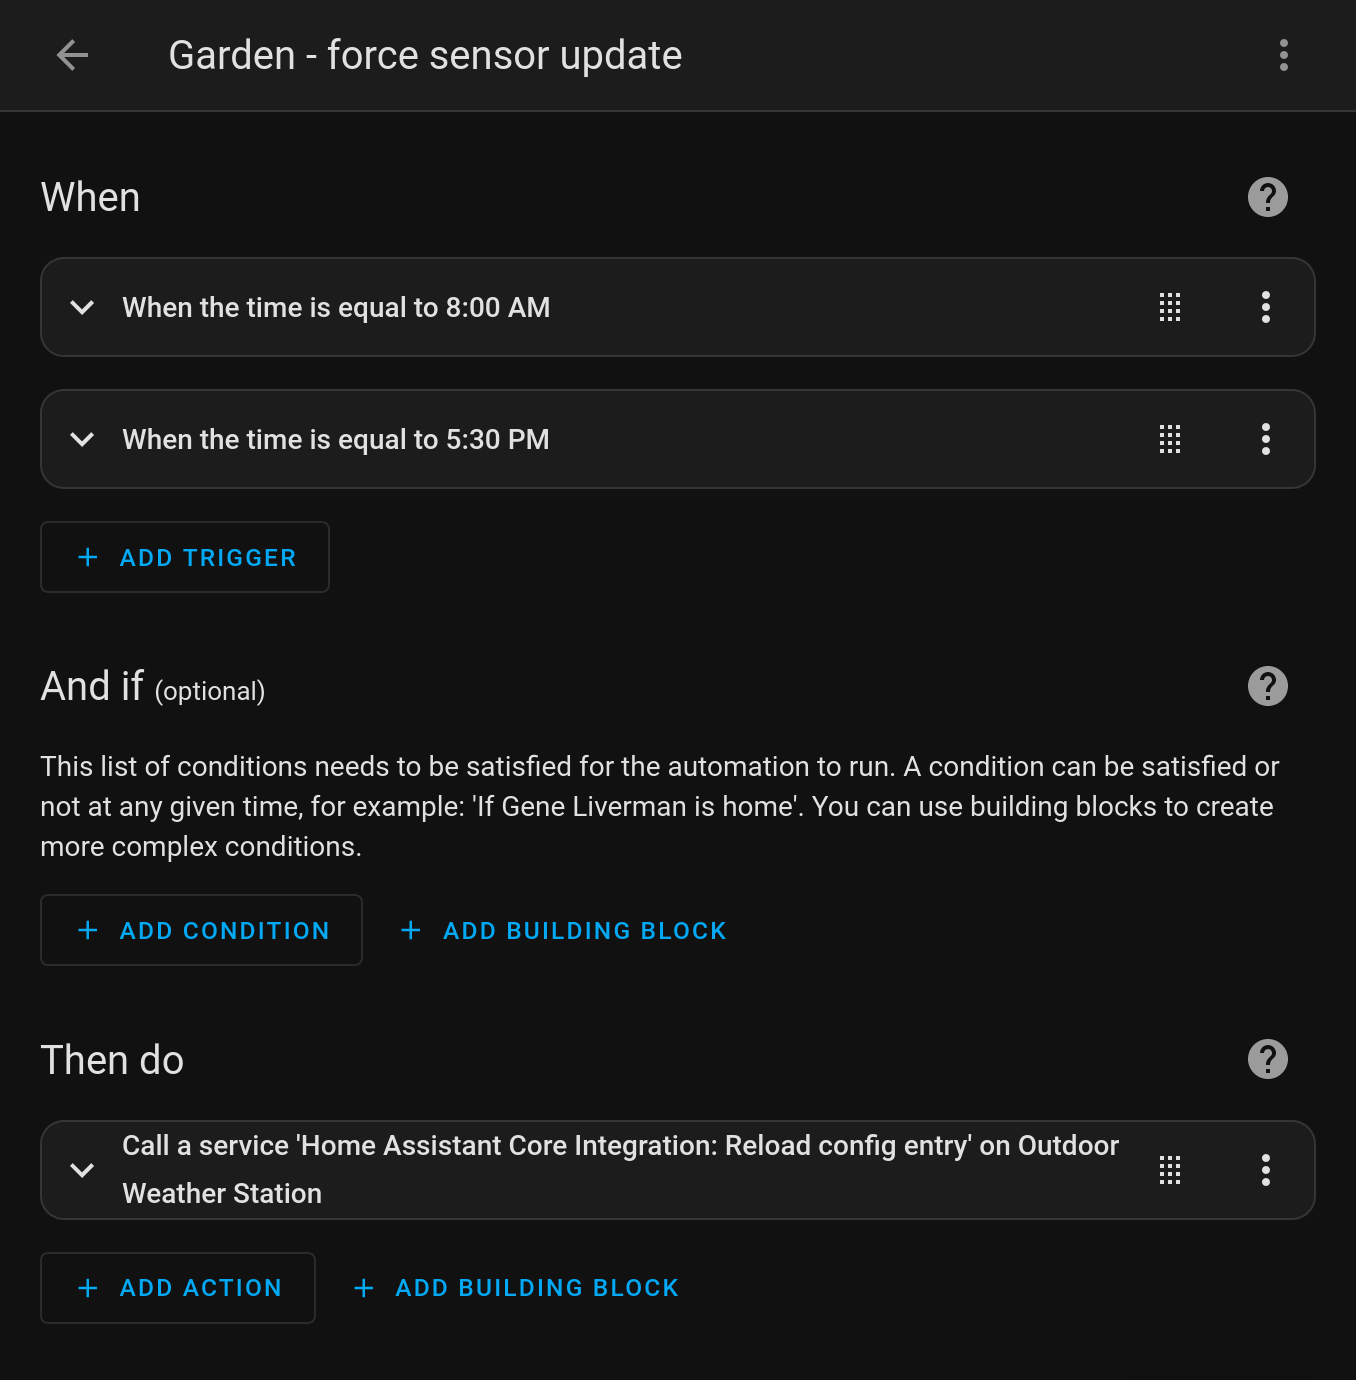 Garden - force sensor update
When
When the time is equal to 8:00 AM
When the time is equal to 5:30 PM
ADD TRIGGER
And if (optional)
This list of conditions needs to be satisfied for the automation to run. A condition can be satisfied or
not at any given time, for example: 'If Gene Liverman is home'. You can use building blocks to create
more complex conditions.
ADD CONDITION
ADD BUILDING BLOCK
Then do
Call a service 'Home Assistant Core Integration: Reload config entry' on Outdoor
Weather Station
ADD ACTION
ADD BUILDING BLOCK